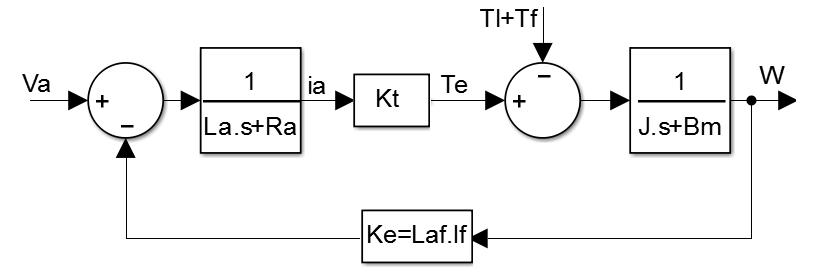 Tl+Tf
Va
+
−
1
La.s+Ra
ia
Kt
Te
+
−
1
J.s+Bm
W
Ke=Laf.If